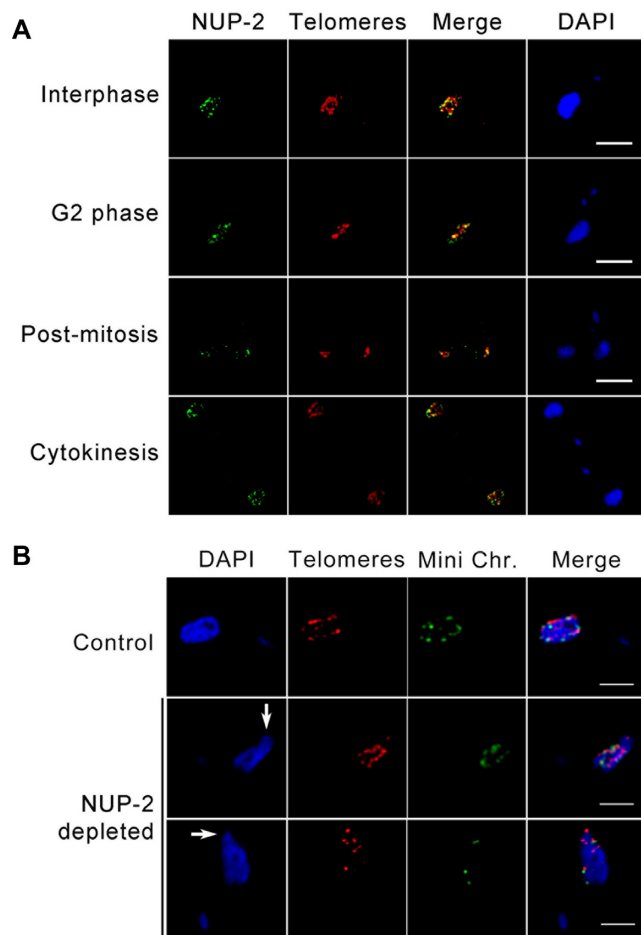 A
NUP-2 Telomeres Merge DAPI
Interphase
G2 phase
Post-mitosis
Cytokinesis
B
DAPI Telomeres Mini Chr. Merge
Control
NUP-2
depleted